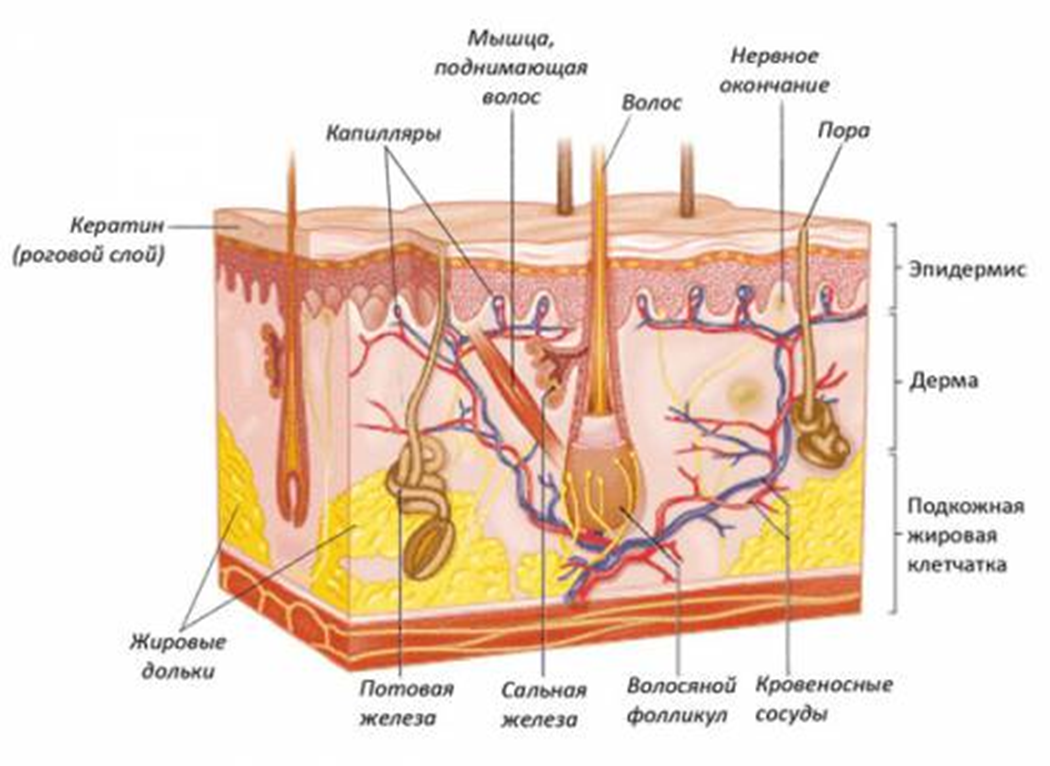 Мышца,
поднимающая
волос
Нервное
окончание
Волос
Пора
Капилляры
Кератин
(роговой слой)
Эпидермис
Дерма
Подкожная
жировая
клетчатка
Жировые
дольки
Потовая
железа
Сальная
железа
Волосяной
фолликул
Кровеносные
сосуды